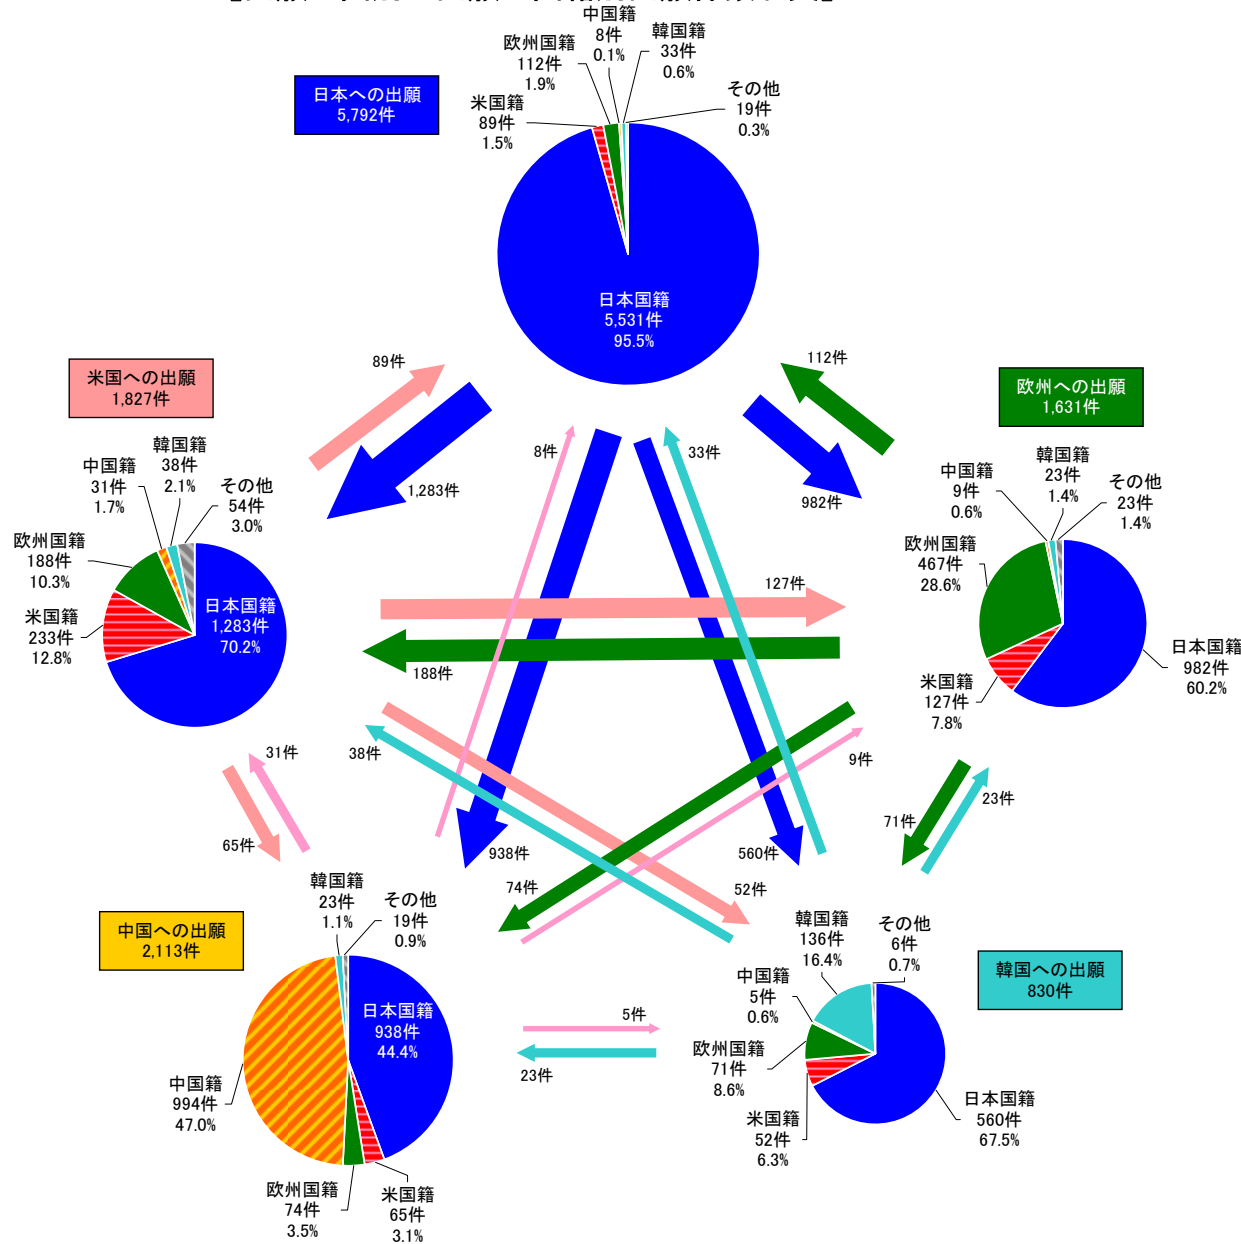 日本への出願
5,792件
中国籍
8件
0.1%
韓国籍
33件
0.6%
欧州国籍
112件
1.9%
米国籍
89件
1.5%
その他
19件
0.3%
日本国籍
5,531件
95.5%
89件
112件
1,283件
982件
8件
33件
米国への出願
1,827件
韓国籍
38件
2.1%
中国籍
31件
1.7%
その他
54件
3.0%
欧州国籍
188件
10.3%
米国籍
233件
12.8%
日本国籍
1,283件
70.2%
欧州への出願
1,631件
韓国籍
23件
1.4%
中国籍
9件
0.6%
その他
23件
1.4%
欧州国籍
467件
28.6%
米国籍
127件
7.8%
日本国籍
982件
60.2%
127件
188件
38件
9件
31件
65件
938件
560件
74件
52件
71件
23件
中国への出願
2,113件
韓国籍
23件
1.1%
その他
19件
0.9%
日本国籍
938件
44.4%
中国籍
994件
47.0%
欧州国籍
74件
3.5%
米国籍
65件
3.1%
5件
23件
韓国への出願
830件
韓国籍
136件
16.4%
その他
6件
0.7%
中国籍
5件
0.6%
欧州国籍
71件
8.6%
米国籍
52件
6.3%
日本国籍
560件
67.5%